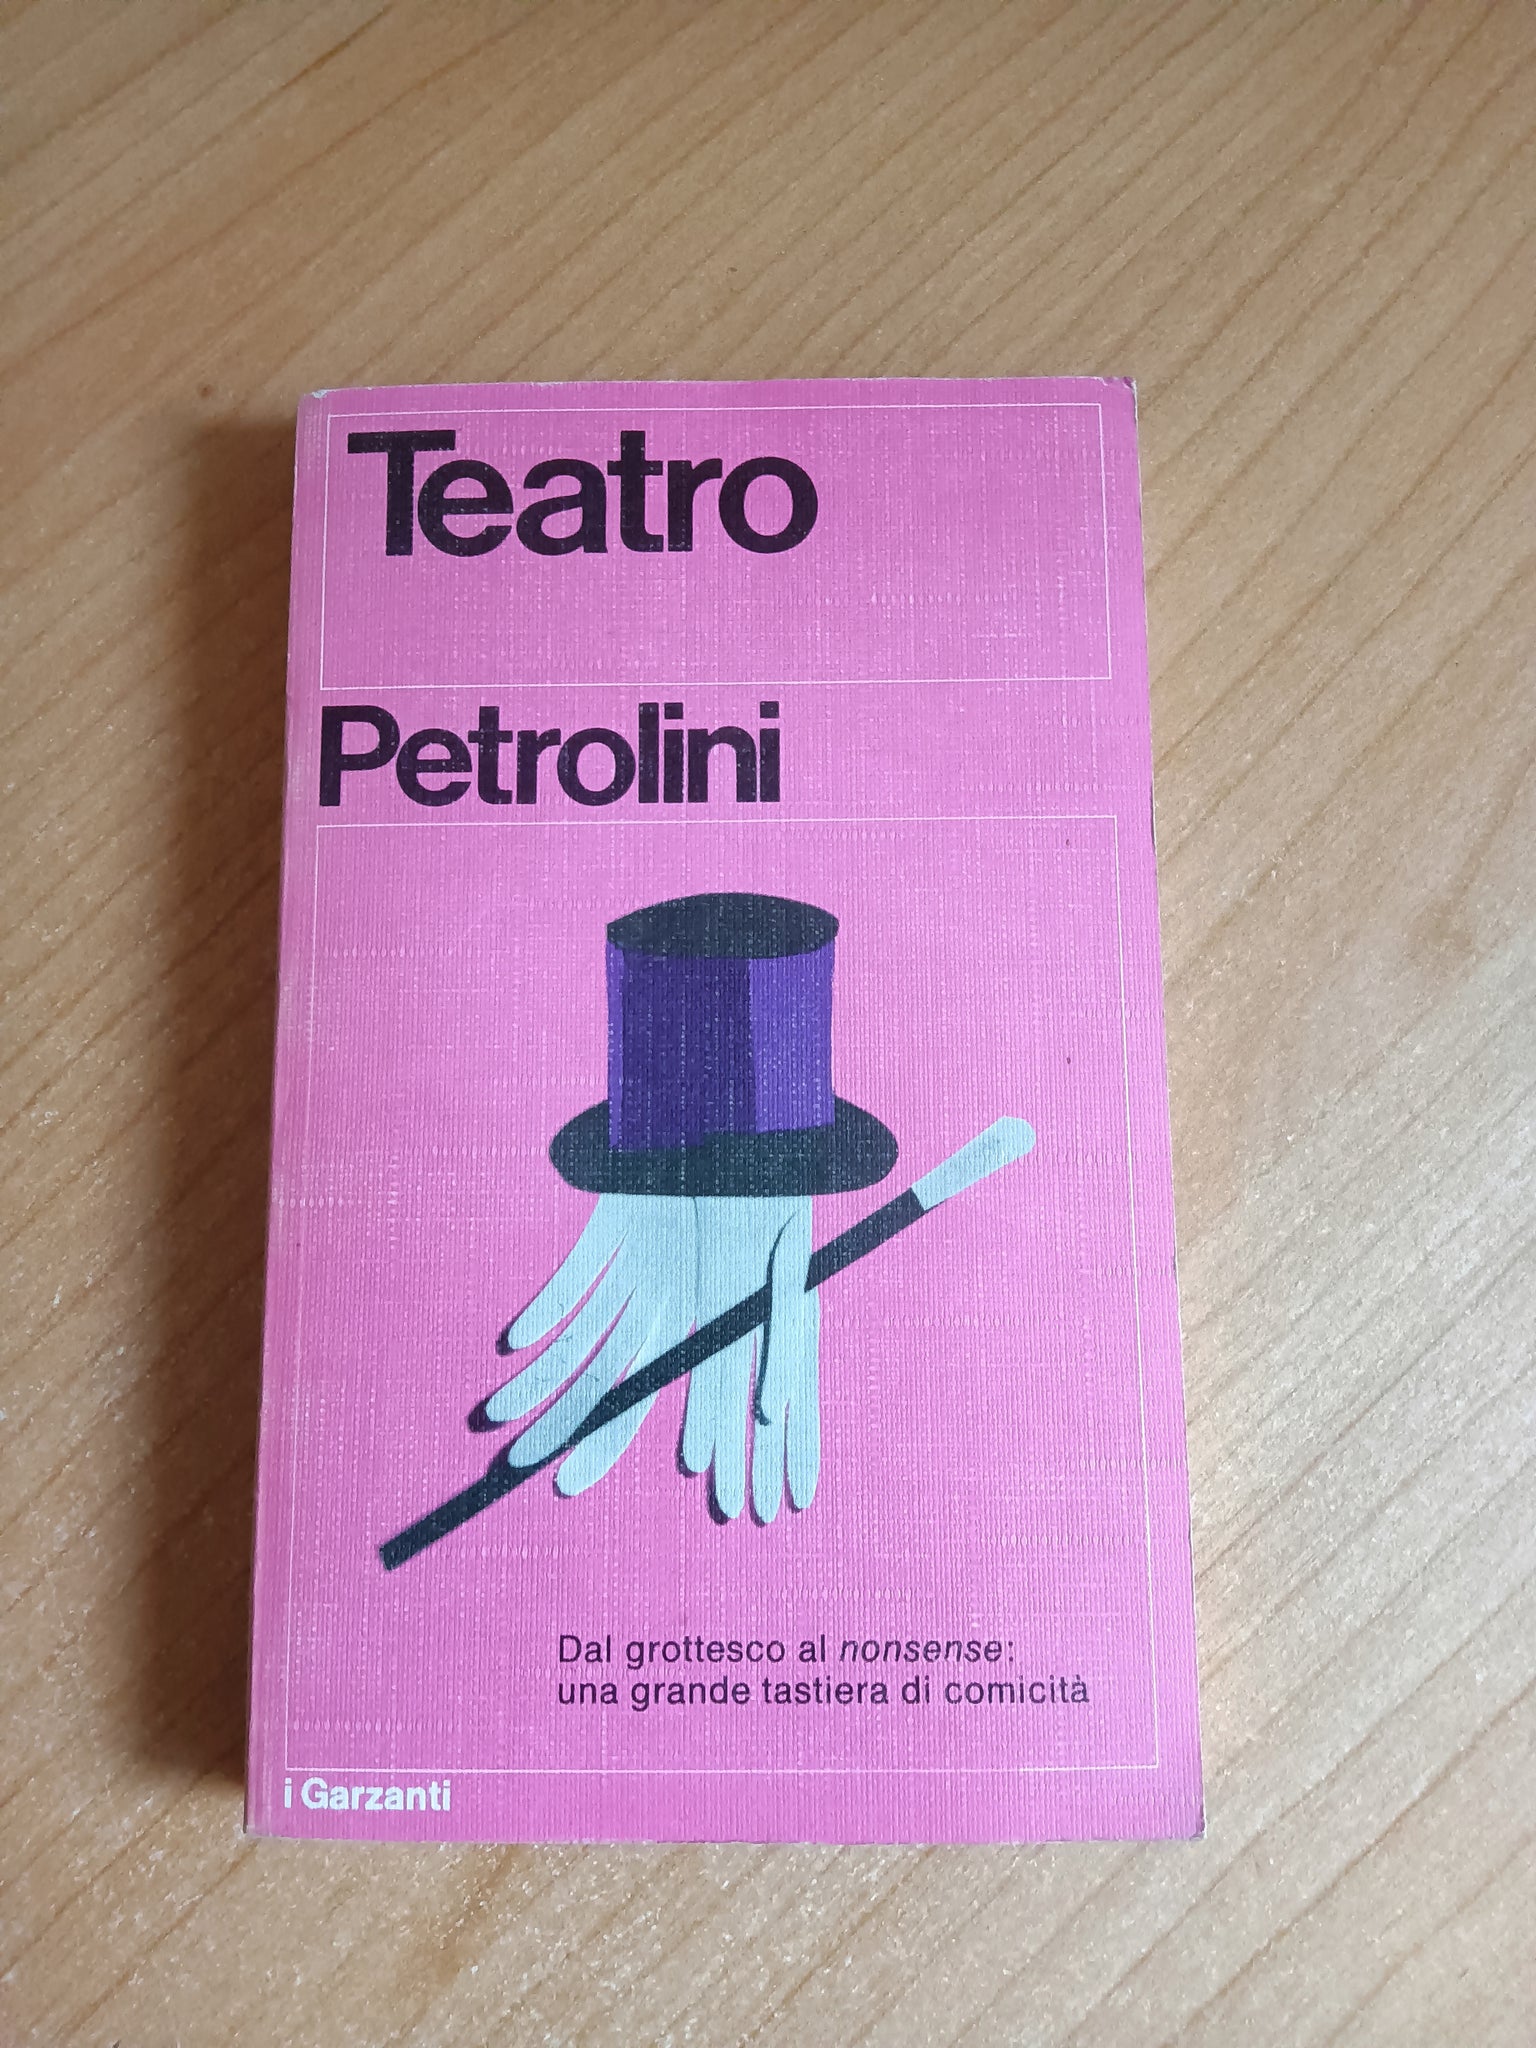 Teatro
Petrolini
Dal grottesco al nonsense:
una grande tastiera di comicità
i Garzanti